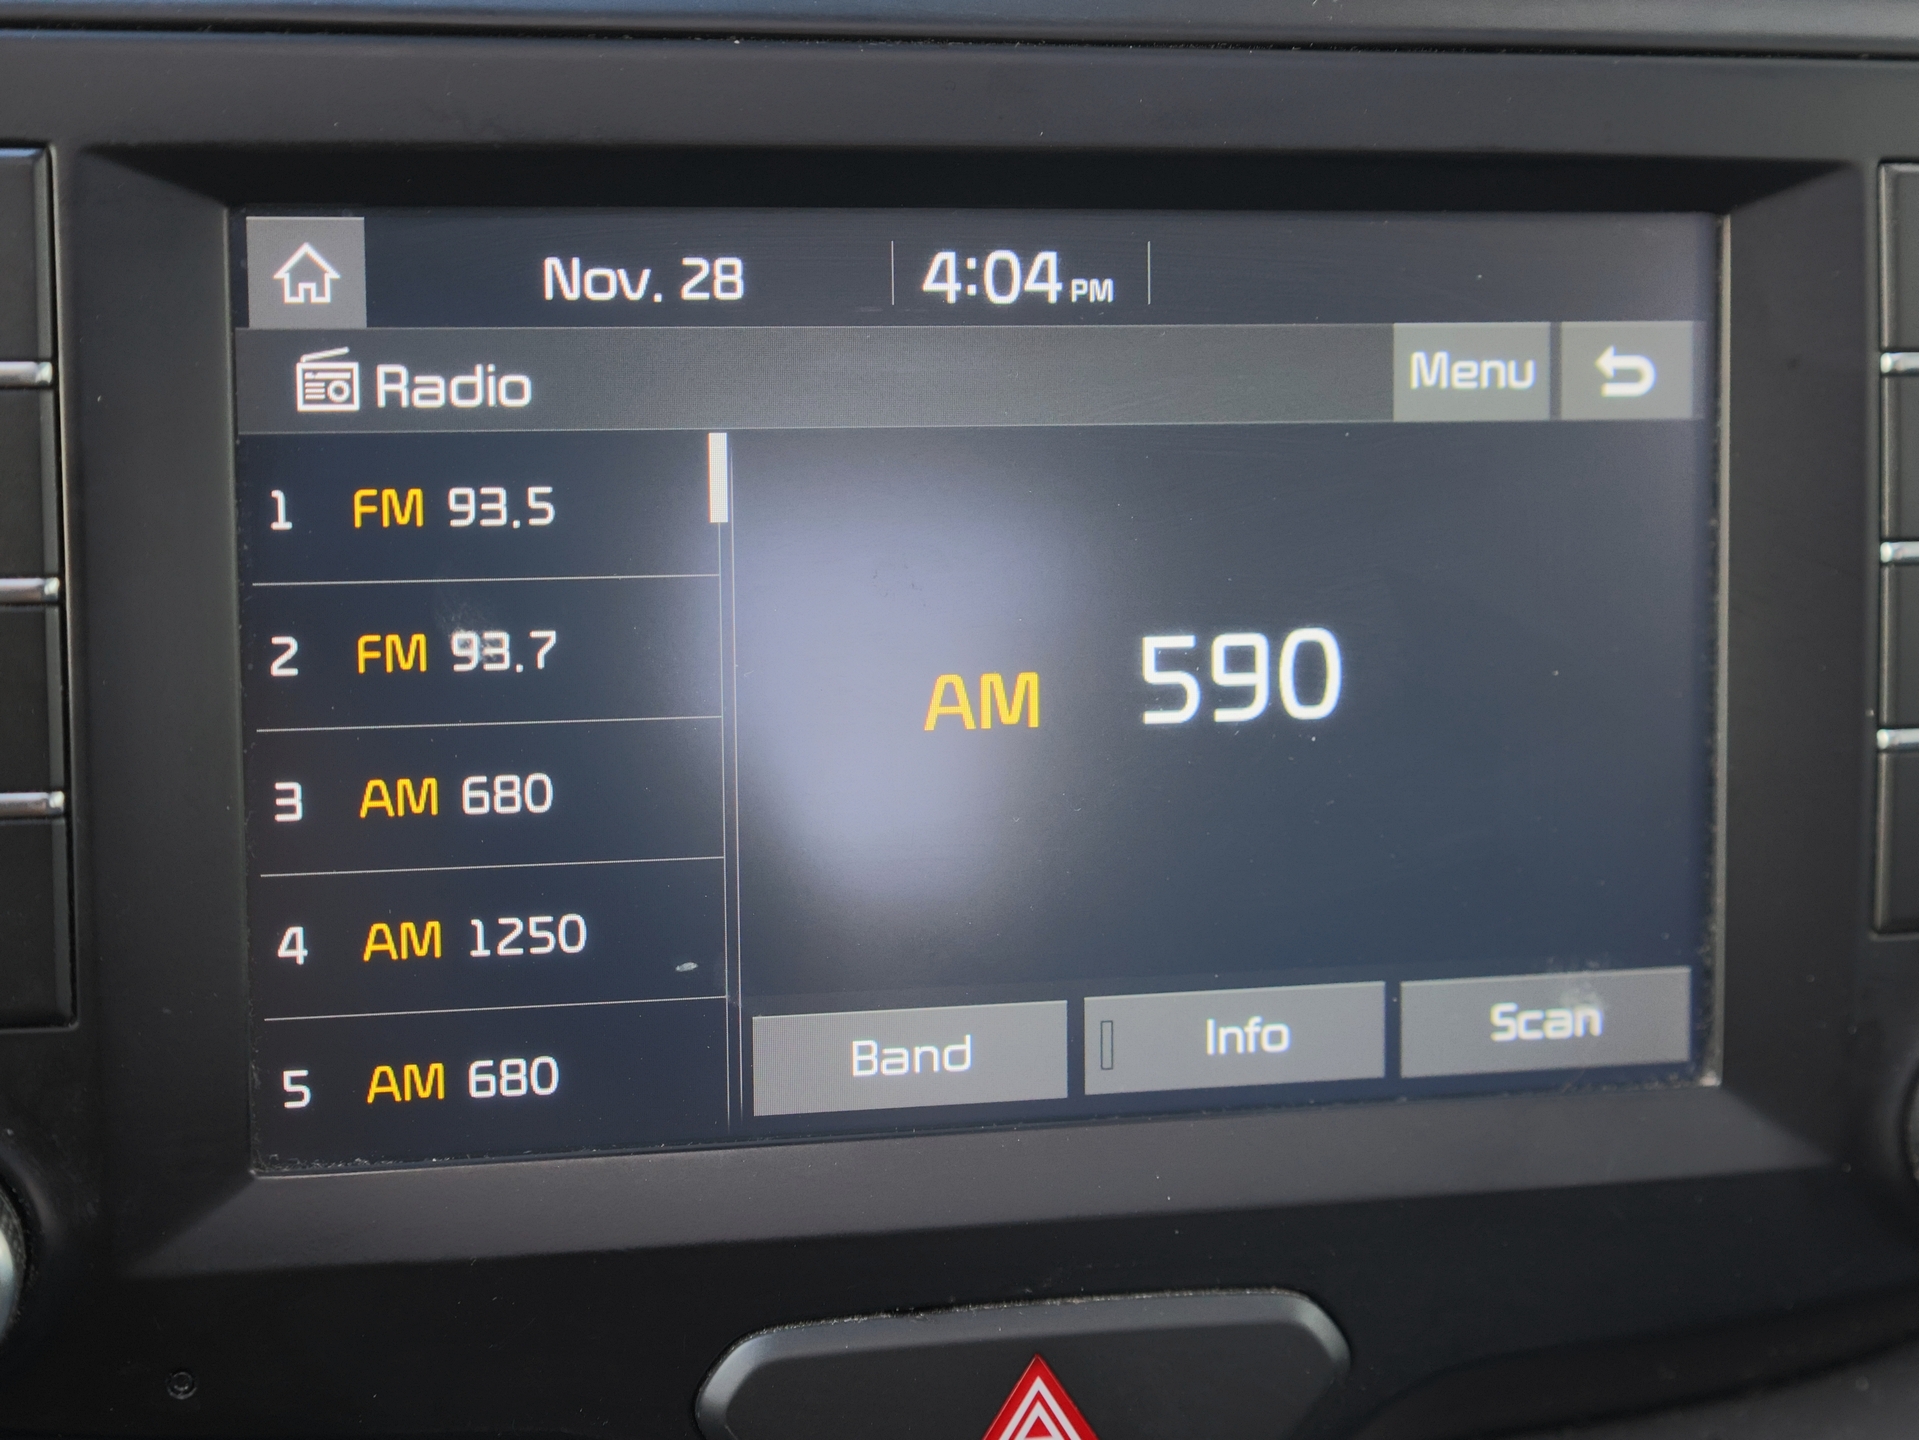 Nov. 28 4:04 PM
Radio Menu
1 FM 93.5
2 FM 93.7
3 AM 680
4 AM 1250
5 AM 680
AM 590
Band Info Scan